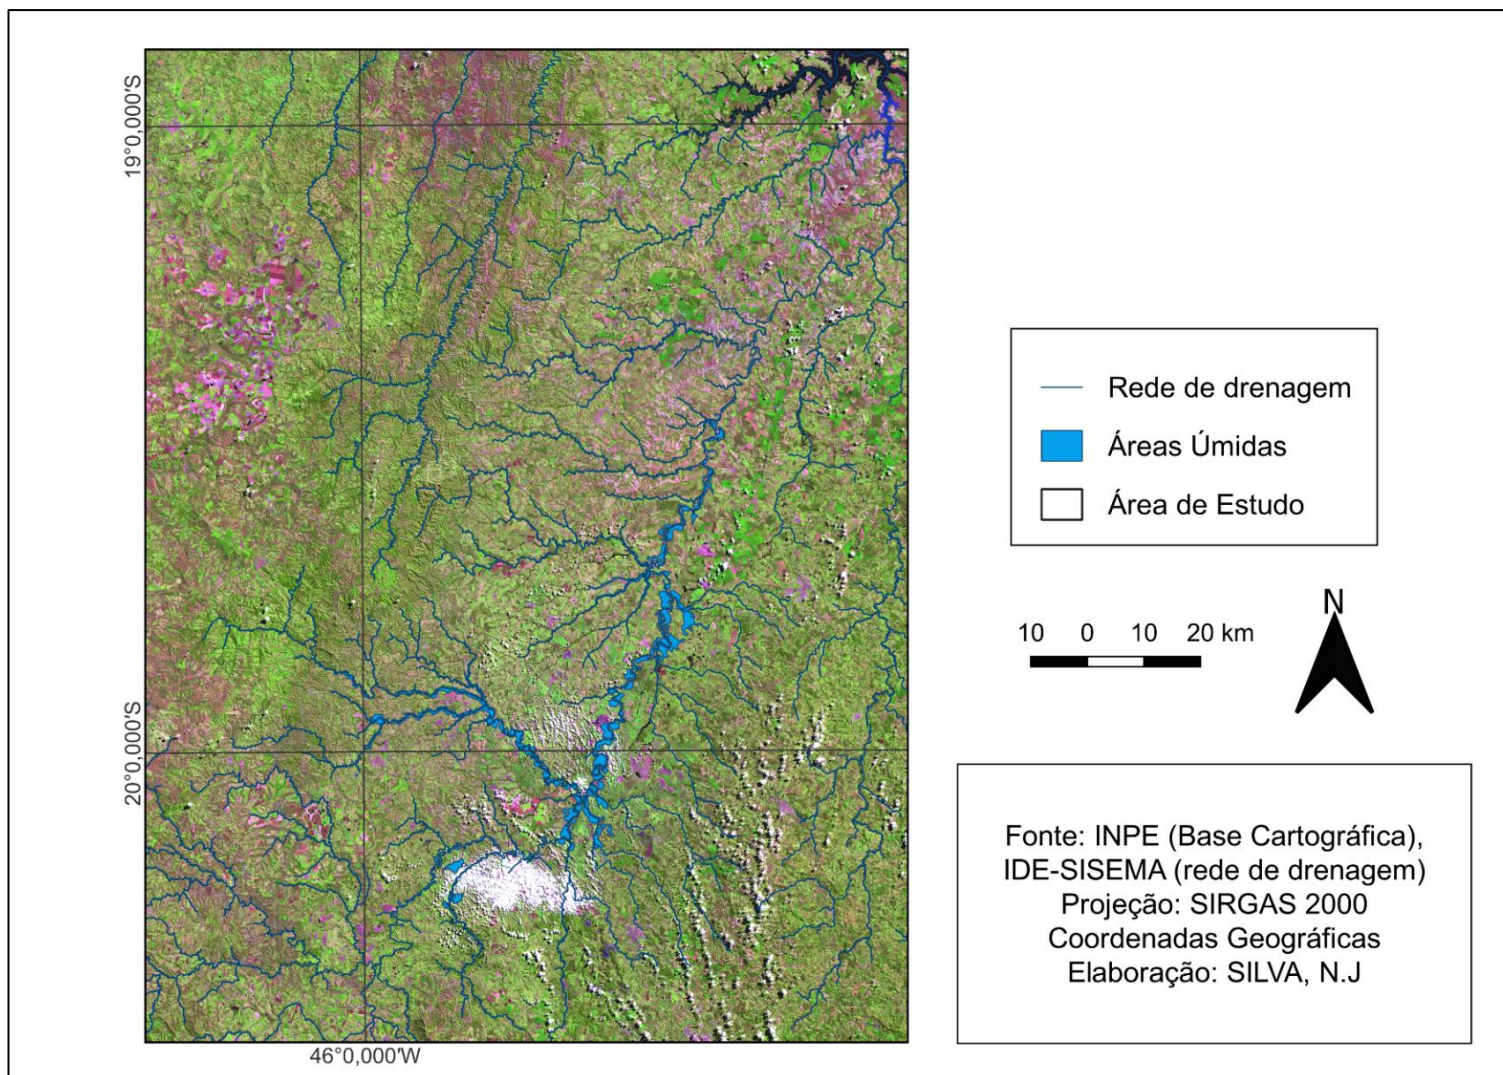 19°0,000'S
20°0,000'S
46°0,000'W
Rede de drenagem
Áreas Úmidas
Área de Estudo
10 0 10 20 km
N
Fonte: INPE (Base Cartográfica),
IDE-SISEMA (rede de drenagem)
Projeção: SIRGAS 2000
Coordenadas Geográficas
Elaboração: SILVA, N.J